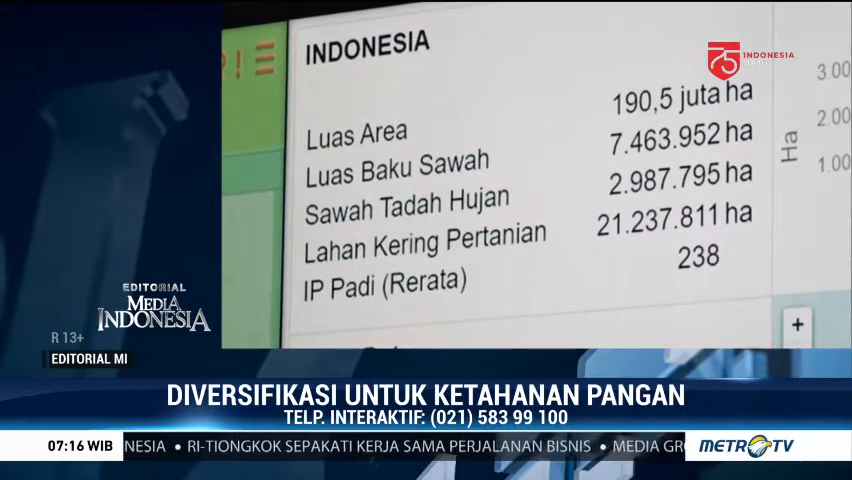 INDONESIA
75 INDONESIA
Luas Area 190,5 juta ha
Luas Baku Sawah 7.463.952 ha
Sawah Tadah Hujan 2.987.795 ha
Lahan Kering Pertanian 21.237.811 ha
IP Padi (Rerata) 238
Ha
3.00
2.00
1.00
+
EDITORIAL
MEDIA
INDONESIA
R 13+
EDITORIAL MI
DIVERSIFIKASI UNTUK KETAHANAN PANGAN
TELP. INTERAKTIF: (021) 583 99 100
07:16 WIB NESIA • RI-TIONGKOK SEPAKATI KERJA SAMA PERJALANAN BISNIS • MEDIA GR METRO TV